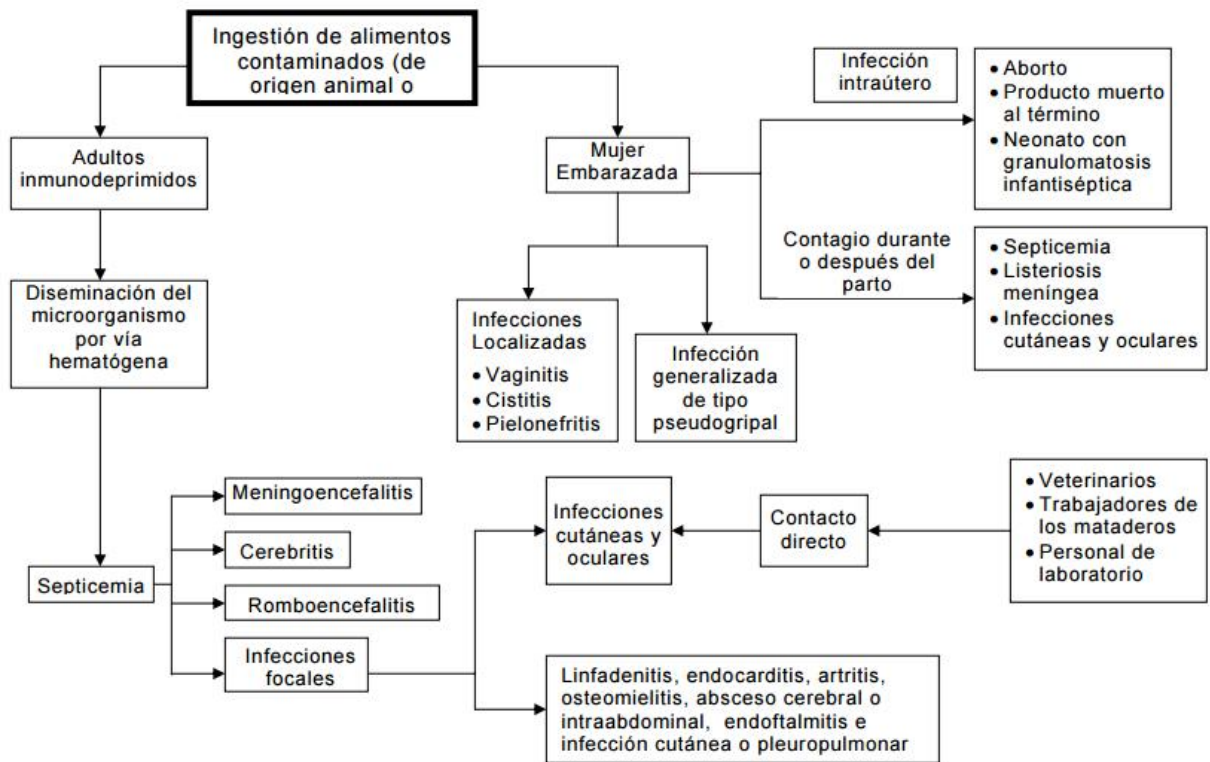 Ingestión de alimentos
contaminados (de
origen animal o
Adultos
inmunodeprimidos
Mujer
Embarazada
Infección
intraútero
• Aborto
• Producto muerto
al término
• Neonato con
granulomatosis
infantiséptica
Contagio durante
o después del
parto
• Septicemia
• Listeriosis
meníngea
• Infecciones
cutáneas y oculares
Diseminación del
microorganismo
por vía
hematógena
Infecciones
Localizadas
• Vaginitis
• Cistitis
• Pielonefritis
Infección
generalizada
de tipo
pseudogripal
Septicemia
Meningoencefalitis
Cerebritis
Romboencefalitis
Infecciones
focales
Infecciones
cutáneas y
oculares
Contacto
directo
• Veterinarios
• Trabajadores de
los mataderos
• Personal de
laboratorio
Linfadenitis, endocarditis, artritis,
osteomielitis, absceso cerebral o
intraabdominal, endoftalmitis e
infección cutánea o pleuropulmonar